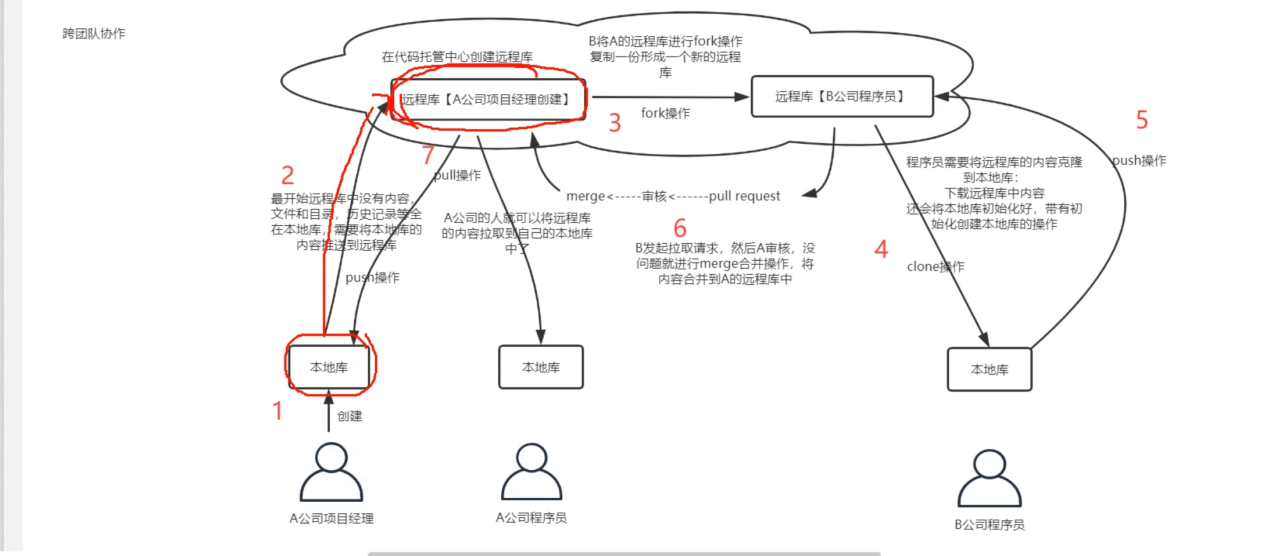 跨团队协作
在代码托管中心创建远程库
B将A的远程库进行fork操作
复制一份形成一个新的远程
库
远程库【A公司项目经理创建】
远程库【B公司程序员】
fork操作
3
5
push操作
7
pull操作
2
最开始远程库中没有内容，
文件和目录，历史记录等全
在本地库，需要将本地库的
内容推送到远程库
push操作
A公司的人就可以将远程库
的内容拉取到自己的本地库
中了
merge<-----审核<------pull request
6
B发起拉取请求，然后A审核，没
问题就进行merge合并操作，将
内容合并到A的远程库中
程序员需要将远程库的内容克隆
到本地库：
下载远程库中内容
还会将本地库初始化好，带有初
始化创建本地库的操作
4
clone操作
本地库
本地库
本地库
1
创建
A公司项目经理
A公司程序员
B公司程序员